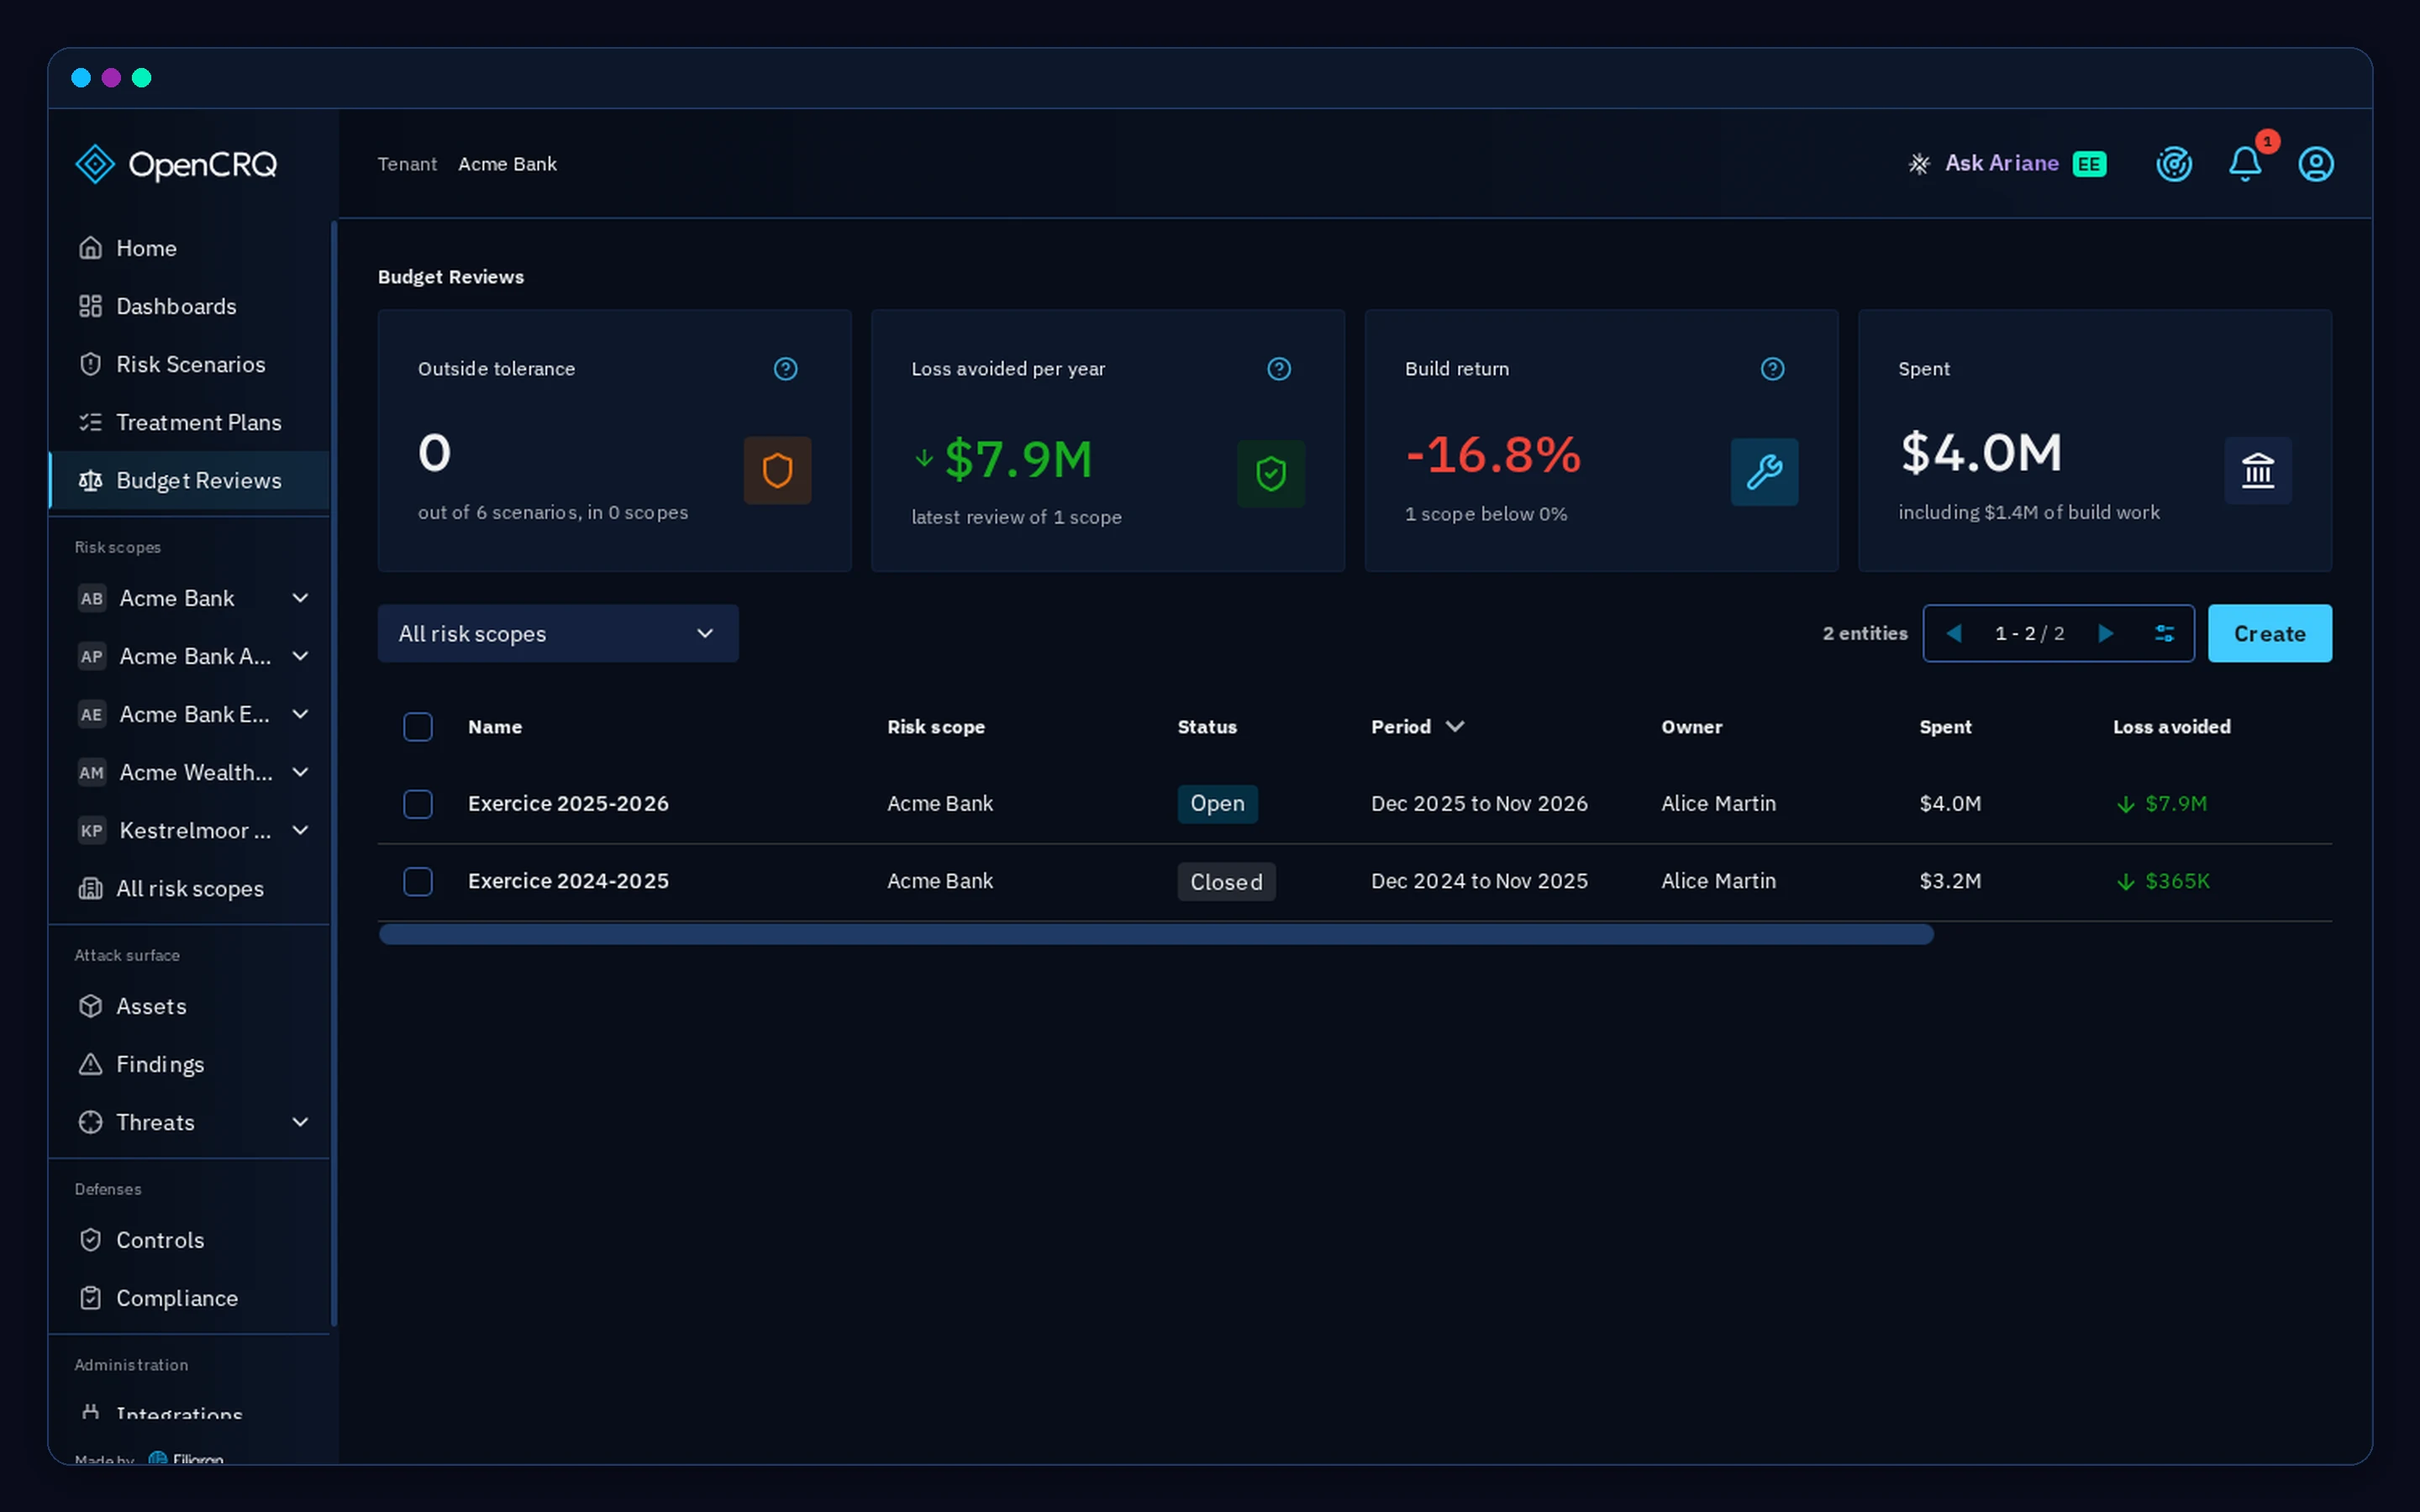 OpenCRQ
Tenant Acme Bank
Ask Ariane EE
1
Home
Dashboards
Risk Scenarios
Treatment Plans
Budget Reviews
Risk scopes
AB Acme Bank
AP Acme Bank A...
AE Acme Bank E...
AM Acme Wealth...
KP Kestrelmoor ...
All risk scopes
Attack surface
Assets
Findings
Threats
Defenses
Controls
Compliance
Administration
Integrations
Made by Filigran
Budget Reviews
Outside tolerance
0
out of 6 scenarios, in 0 scopes
Loss avoided per year
↓ $7.9M
latest review of 1 scope
Build return
-16.8%
1 scope below 0%
Spent
$4.0M
including $1.4M of build work
All risk scopes
2 entities 1 - 2 / 2 Create
Name Risk scope Status Period Owner Spent Loss avoided
Exercice 2025-2026 Acme Bank Open Dec 2025 to Nov 2026 Alice Martin $4.0M ↓ $7.9M
Exercice 2024-2025 Acme Bank Closed Dec 2024 to Nov 2025 Alice Martin $3.2M ↓ $365K